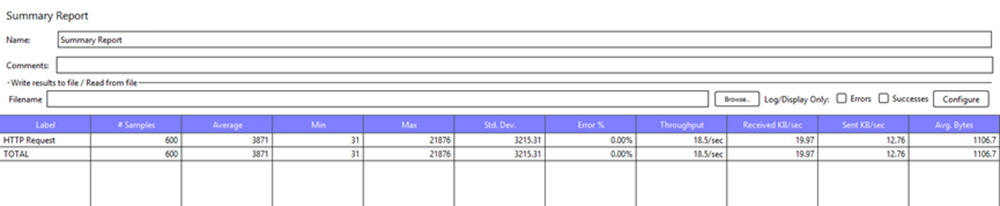 Summary Report
Name: Summary Report
Comments:
Write results to file / Read from file
Filename Browse... Log/Display Only: Errors Successes Configure
Label # Samples Average Min Max Std. Dev. Error % Throughput Received KB/sec Sent KB/sec Avg. Bytes
HTTP Request 600 3871 31 21876 3215.31 0.00% 18.5/sec 19.97 12.76 1106.7
TOTAL 600 3871 31 21876 3215.31 0.00% 18.5/sec 19.97 12.76 1106.7